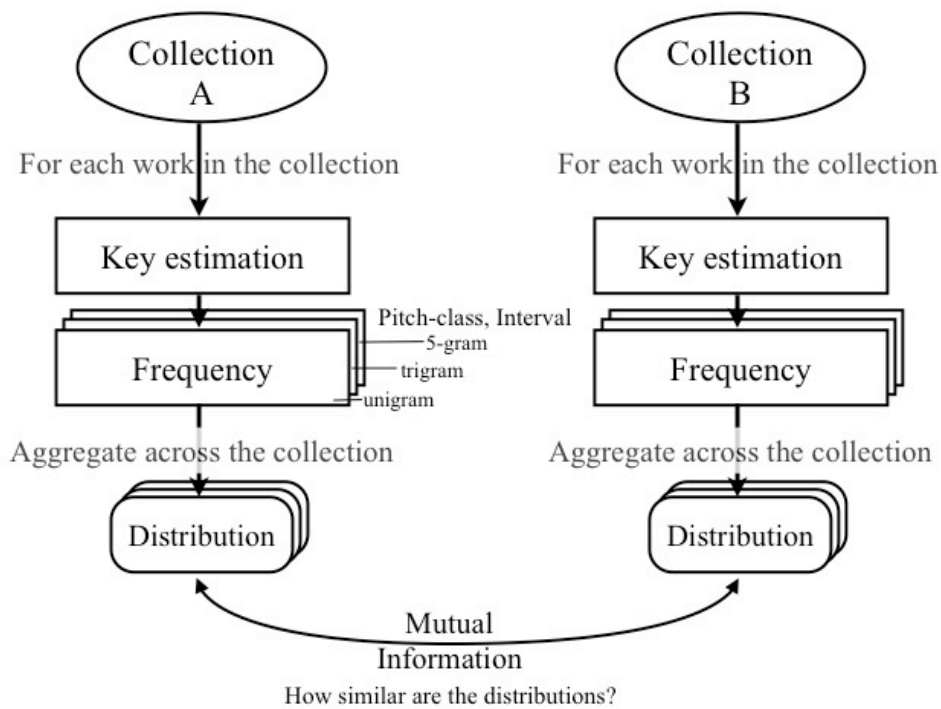 Collection
A
For each work in the collection
Key estimation
Pitch-class, Interval
5-gram
Frequency
trigram
unigram
Aggregate across the collection
Distribution
Collection
B
For each work in the collection
Key estimation
Frequency
Aggregate across the collection
Distribution
Mutual
Information
How similar are the distributions?